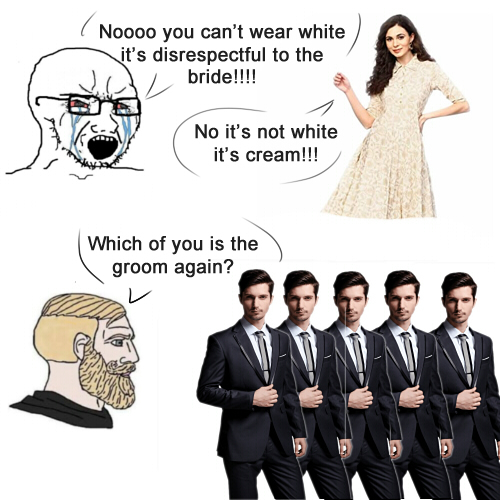 Noooo you can't wear white
it's disrespectful to the
bride!!!!
No it's not white
it's cream!!!
Which of you is the
groom again?